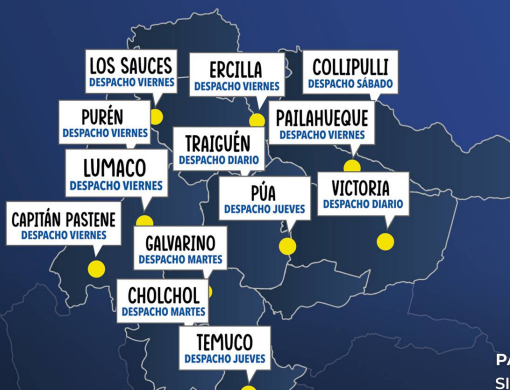 LOS SAUCES
DESPACHO VIERNES
ERCILLA
DESPACHO VIERNES
COLLIPULLI
DESPACHO SÁBADO
PURÉN
DESPACHO VIERNES
PAILAHUEQUE
DESPACHO VIERNES
TRAIGUÉN
DESPACHO DIARIO
LUMACO
DESPACHO VIERNES
PÚA
DESPACHO JUEVES
VICTORIA
DESPACHO DIARIO
CAPITÁN PASTENE
DESPACHO VIERNES
GALVARINO
DESPACHO MARTES
CHOLCHOL
DESPACHO MARTES
TEMUCO
DESPACHO JUEVES